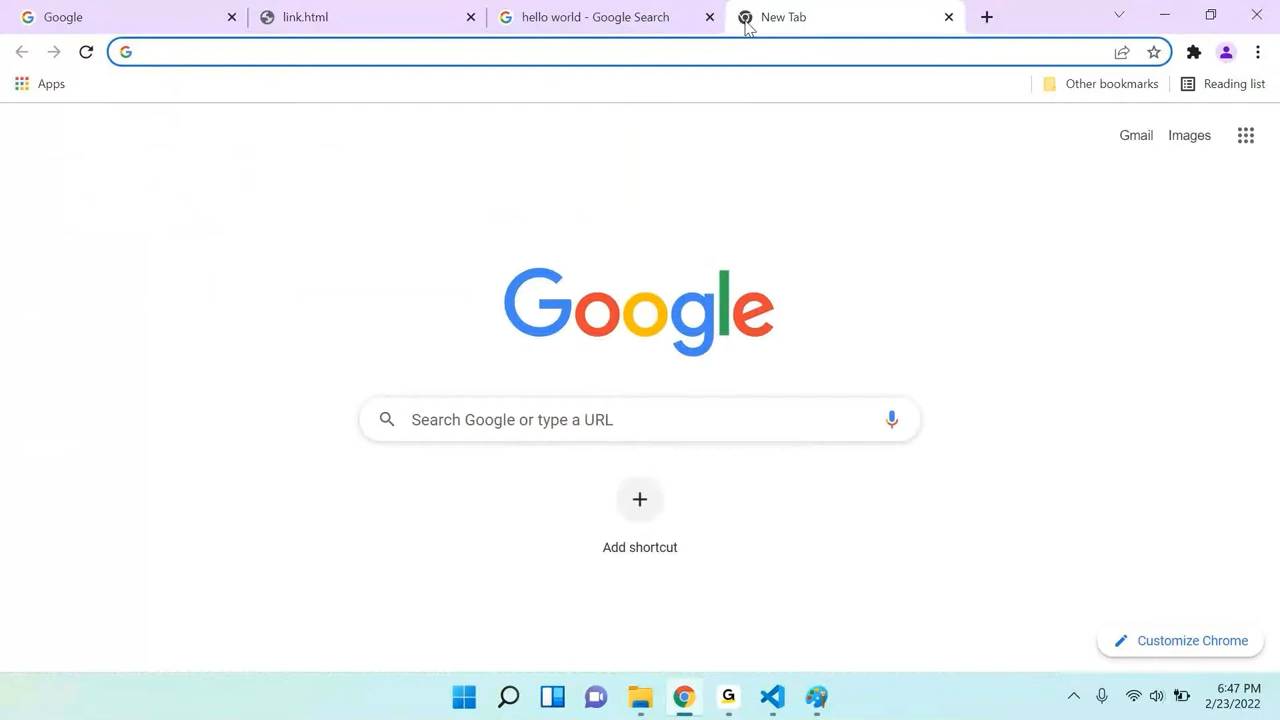 Google
link.html
hello world - Google Search
New Tab
Apps
Other bookmarks
Reading list
Gmail
Images
Google
Search Google or type a URL
Add shortcut
Customize Chrome
6:47 PM
2/23/2022